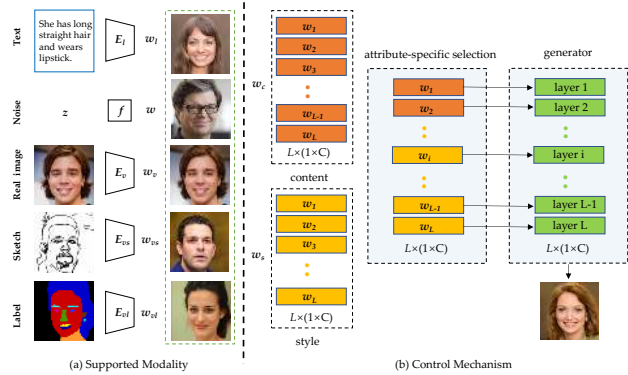 Text
She has long
straight hair
and wears
lipstick.
E_l
w_l
Noise
z
f
w
Real image
E_v
w_v
Sketch
E_vs
w_vs
Label
E_vl
w_vl
(a) Supported Modality
w_c
w_1
w_2
w_3
w_L-1
w_L
L×(1×C)
content
w_s
w_1
w_2
w_3
w_L
L×(1×C)
style
attribute-specific selection
w_1
w_2
w_i
w_L-1
w_L
L×(1×C)
generator
layer 1
layer 2
layer i
layer L-1
layer L
L×(1×C)
(b) Control Mechanism